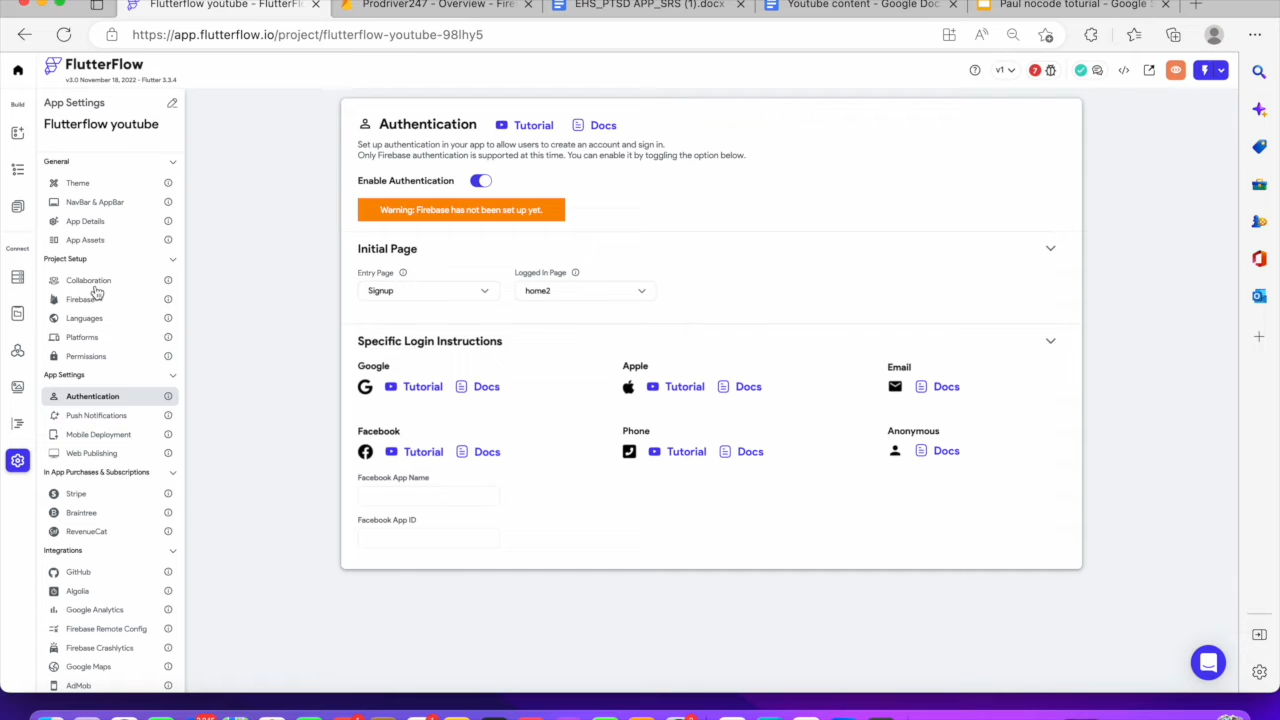 Flutterflow youtube - FlutterF
Prodriver247 - Overview - Fire
EHS_PTSD APP_SRS (1).docx
Youtube content - Google Doc
Paul nocode toturial - Google S
https://app.flutterflow.io/project/flutterflow-youtube-98lhy5
FlutterFlow
v3.0 November 18, 2022 - Flutter 3.3.4
v1
7
Build
App Settings
Flutterflow youtube
General
Theme
NavBar & AppBar
App Details
App Assets
Connect
Project Setup
Collaboration
Firebase
Languages
Platforms
Permissions
App Settings
Authentication
Push Notifications
Mobile Deployment
Web Publishing
In App Purchases & Subscriptions
Stripe
Braintree
RevenueCat
Integrations
GitHub
Algolia
Google Analytics
Firebase Remote Config
Firebase Crashlytics
Google Maps
AdMob
Authentication Tutorial Docs
Set up authentication in your app to allow users to create an account and sign in.
Only Firebase authentication is supported at this time. You can enable it by toggling the option below.
Enable Authentication
Warning: Firebase has not been set up yet.
Initial Page
Entry Page Logged In Page
Signup home2
Specific Login Instructions
Google Apple Email
Tutorial Docs Tutorial Docs Docs
Facebook Phone Anonymous
Tutorial Docs Tutorial Docs Docs
Facebook App Name
Facebook App ID